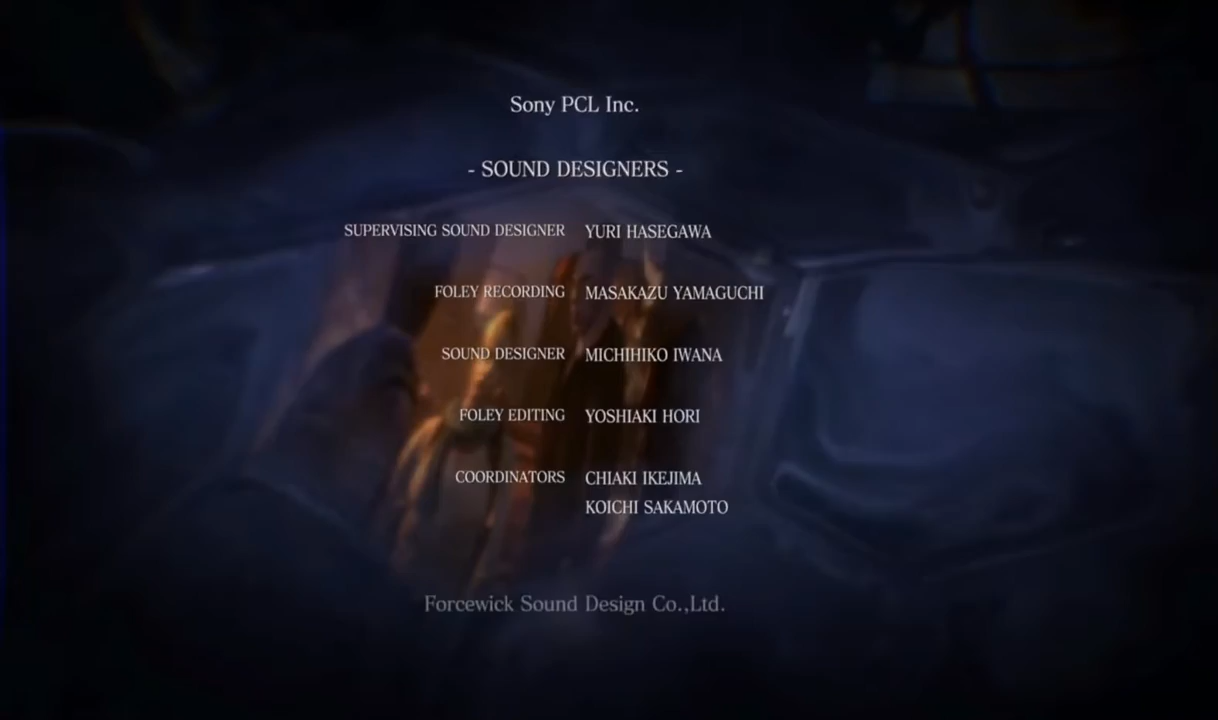 Sony PCL Inc.
- SOUND DESIGNERS -
SUPERVISING SOUND DESIGNER YURI HASEGAWA
FOLEY RECORDING MASAKAZU YAMAGUCHI
SOUND DESIGNER MICHIHIKO IWANA
FOLEY EDITING YOSHIAKI HORI
COORDINATORS CHIAKI IKEJIMA
KOICHI SAKAMOTO
Forcewick Sound Design Co.,Ltd.